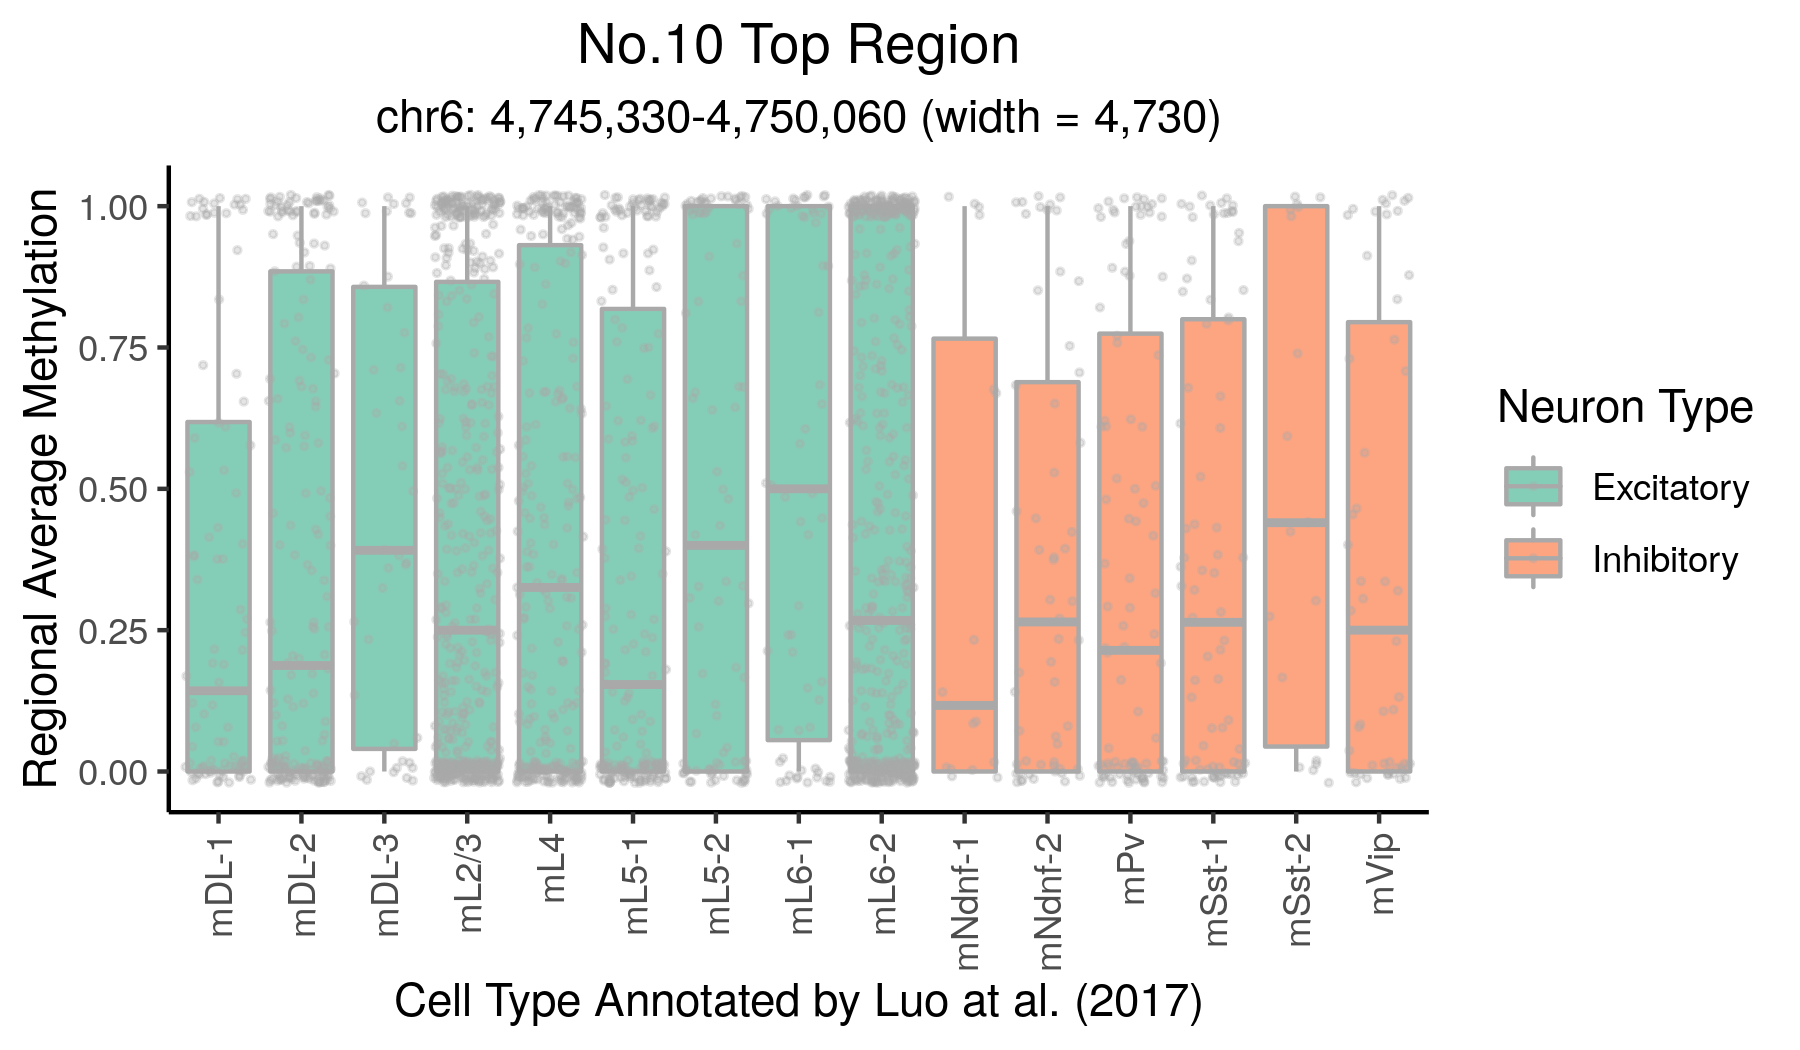 No.10 Top Region
chr6: 4,745,330-4,750,060 (width = 4,730)
Regional Average Methylation
1.00
0.75
0.50
0.25
0.00
mDL-1
mDL-2
mDL-3
mL2/3
mL4
mL5-1
mL5-2
mL6-1
mL6-2
mNdnf-1
mNdnf-2
mPv
mSst-1
mSst-2
mVip
Cell Type Annotated by Luo at al. (2017)
Neuron Type
Excitatory
Inhibitory